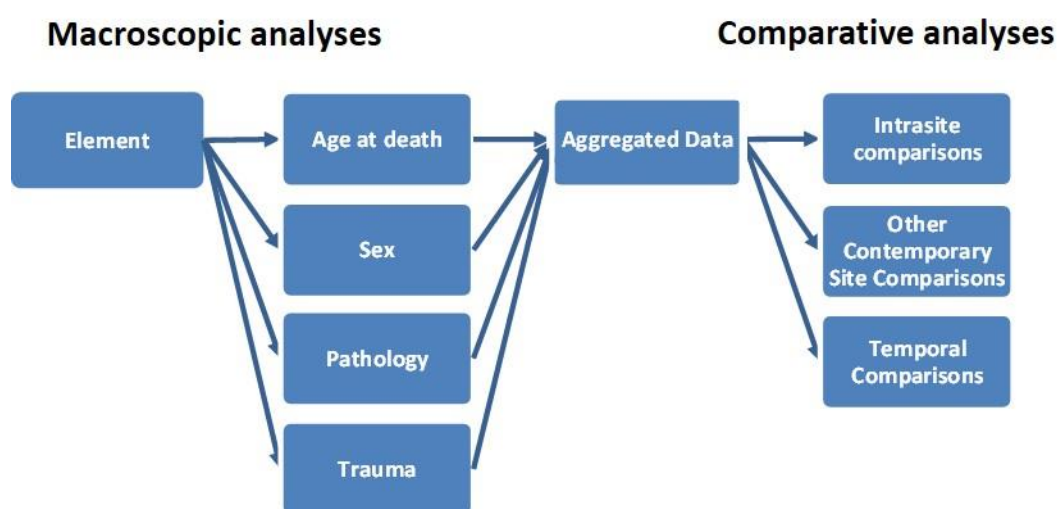 Macroscopic analyses
Comparative analyses
Element
Age at death
Sex
Pathology
Trauma
Aggregated Data
Intrasite
comparisons
Other
Contemporary
Site Comparisons
Temporal
Comparisons